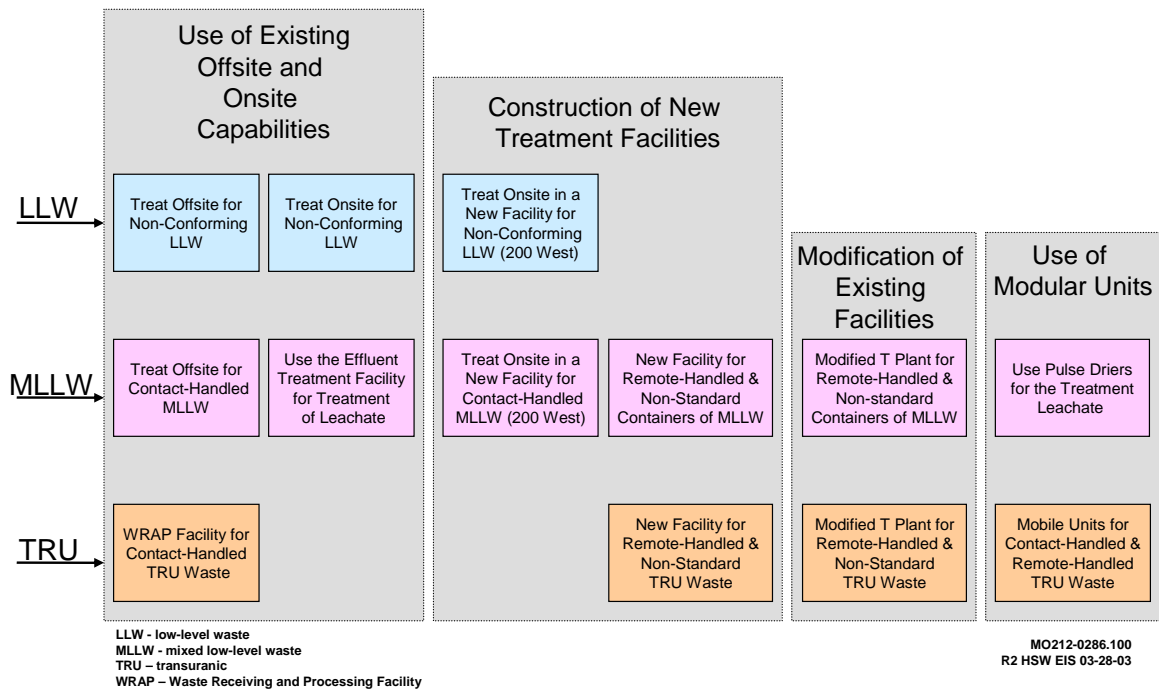 Use of Existing
Offsite and
Onsite
Capabilities
Construction of New
Treatment Facilities
Modification of
Existing
Facilities
Use of
Modular Units
LLW
Treat Offsite for
Non-Conforming
LLW
Treat Onsite for
Non-Conforming
LLW
Treat Onsite in a
New Facility for
Non-Conforming
LLW (200 West)
MLLW
Treat Offsite for
Contact-Handled
MLLW
Use the Effluent
Treatment Facility
for Treatment
of Leachate
Treat Onsite in a
New Facility for
Contact-Handled
MLLW (200 West)
New Facility for
Remote-Handled &
Non-Standard
Containers of MLLW
Modified T Plant for
Remote-Handled &
Non-standard
Containers of MLLW
Use Pulse Driers
for the Treatment
Leachate
TRU
WRAP Facility for
Contact-Handled
TRU Waste
New Facility for
Remote-Handled &
Non-Standard
TRU Waste
Modified T Plant for
Remote-Handled &
Non-Standard
TRU Waste
Mobile Units for
Contact-Handled &
Remote-Handled
TRU Waste
LLW - low-level waste
MLLW - mixed low-level waste
TRU – transuranic
WRAP – Waste Receiving and Processing Facility
MO212-0286.100
R2 HSW EIS 03-28-03